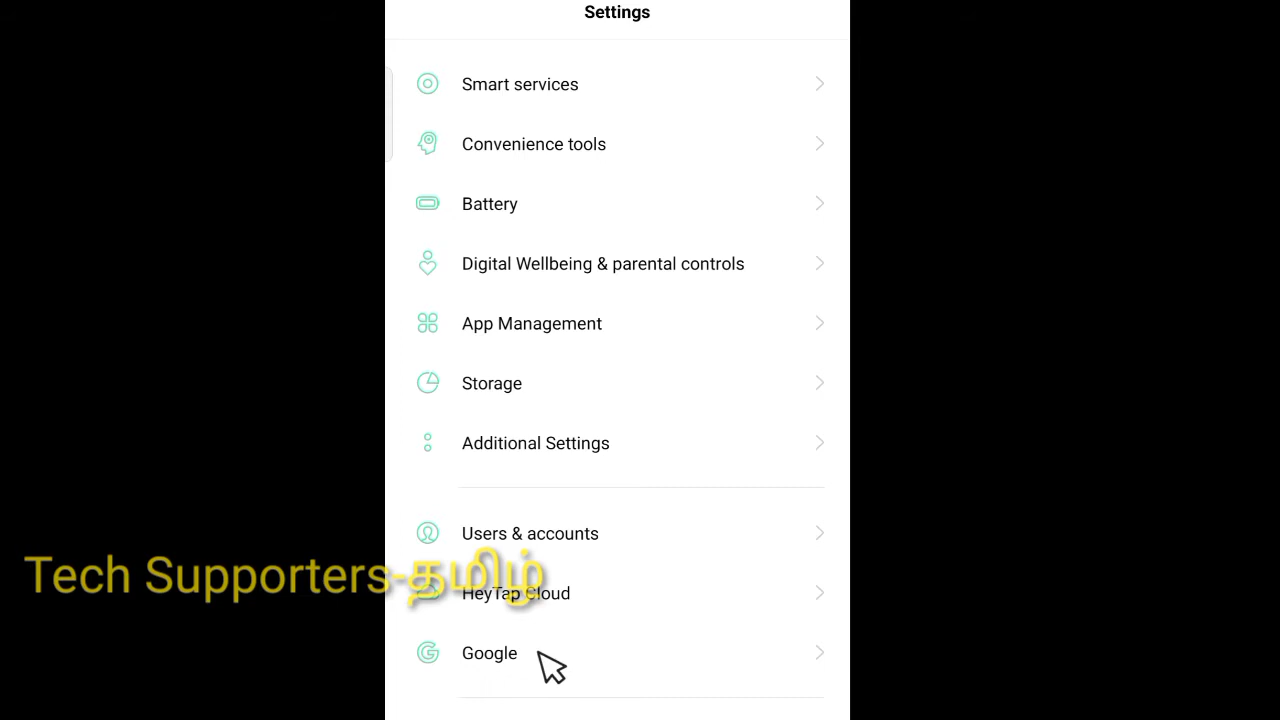 Settings
Smart services
Convenience tools
Battery
Digital Wellbeing & parental controls
App Management
Storage
Additional Settings
Users & accounts
Tech Supporters-தமிழ்
HeyTap Cloud
Google